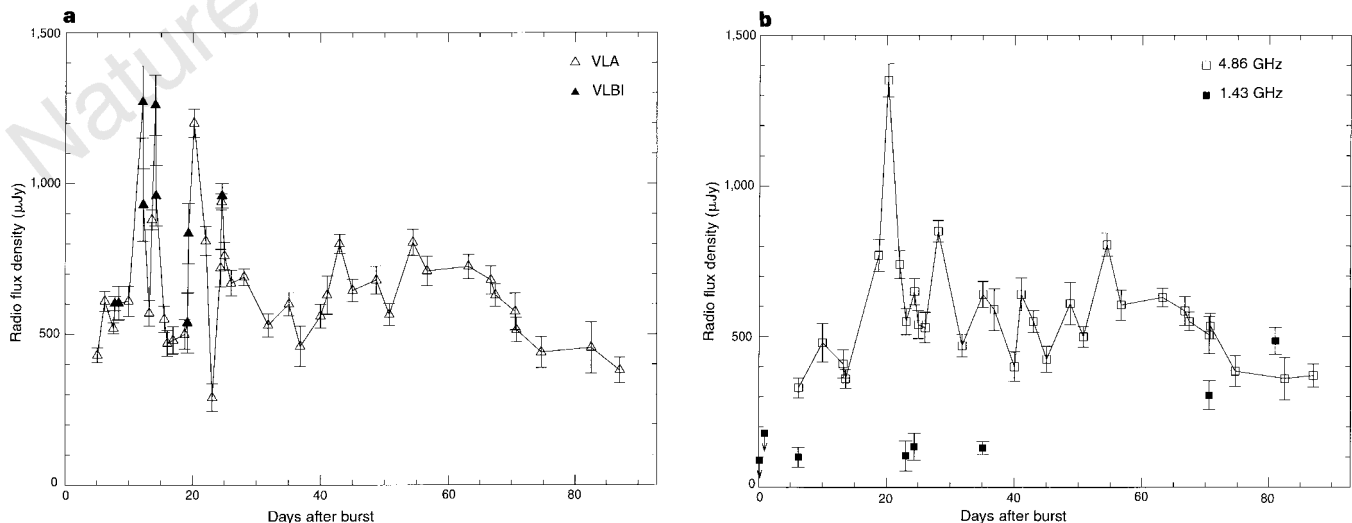 Nature
a
1,500
1,000
500
0
Radio flux density (µJy)
VLA
VLBI
0 20 40 60 80
Days after burst
b
1,500
1,000
500
0
Radio flux density (µJy)
4.86 GHz
1.43 GHz
0 20 40 60 80
Days after burst